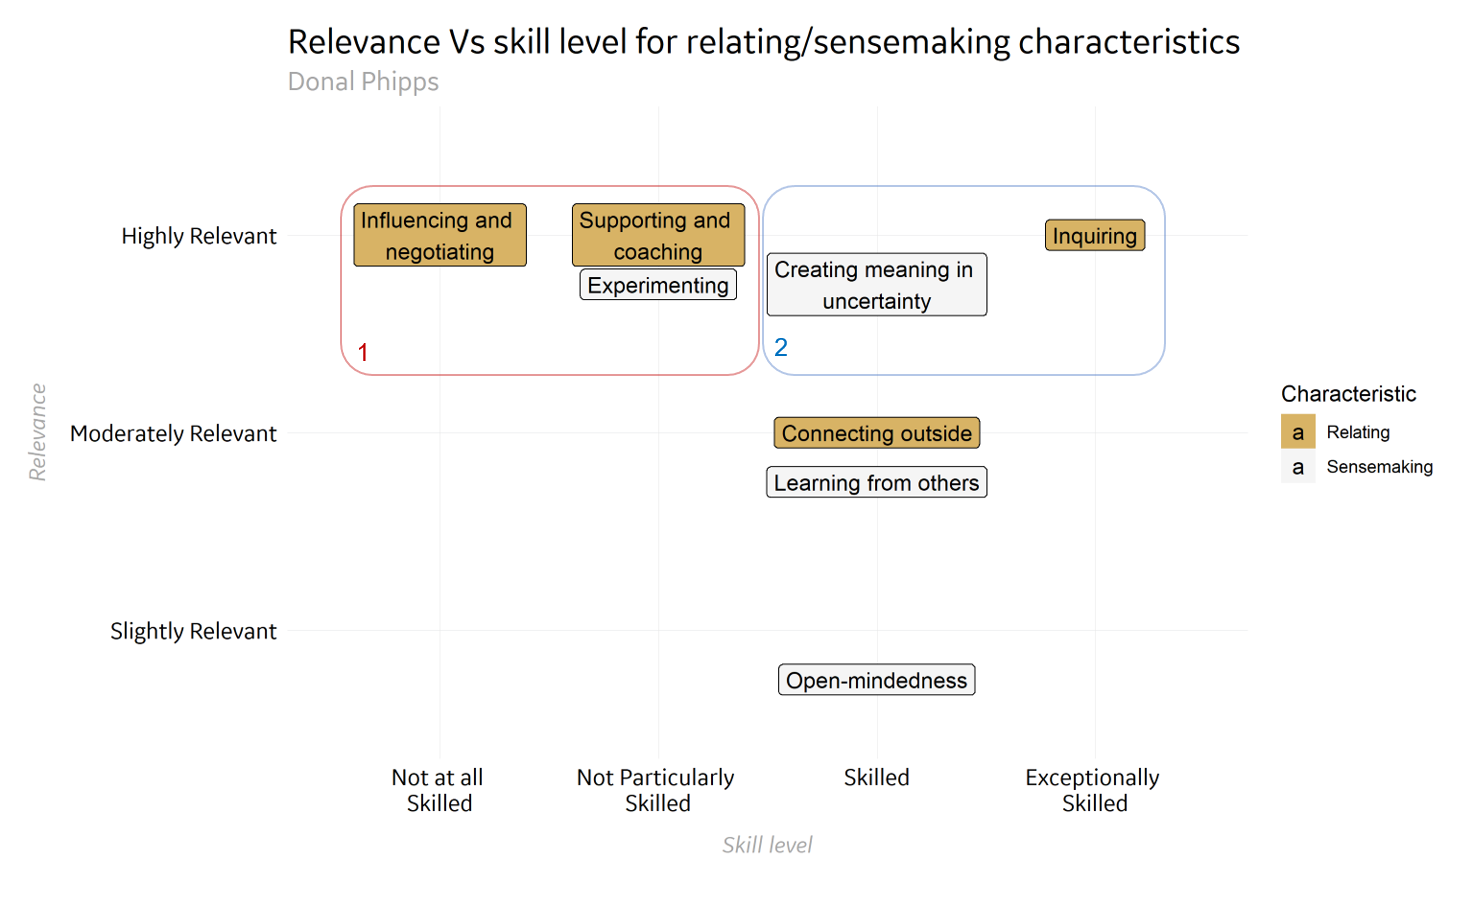 Relevance Vs skill level for relating/sensemaking characteristics
Donal Phipps
Highly Relevant
Influencing and
negotiating
Supporting and
coaching
Experimenting
Inquiring
Creating meaning in
uncertainty
1
2
Relevance
Moderately Relevant
Connecting outside
Learning from others
Slightly Relevant
Open-mindedness
Not at all
Skilled
Not Particularly
Skilled
Skilled
Exceptionally
Skilled
Skill level
Characteristic
a Relating
a Sensemaking